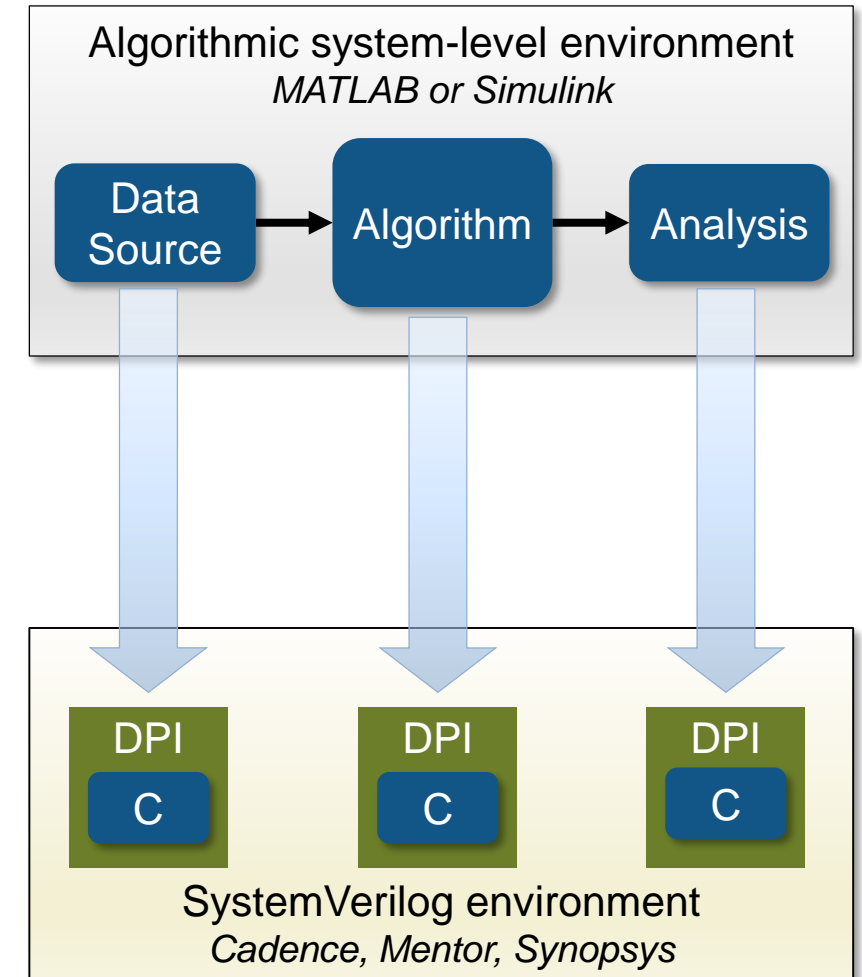 Algorithmic system-level environment
MATLAB or Simulink
Data
Source
Algorithm
Analysis
DPI
C
DPI
C
DPI
C
SystemVerilog environment
Cadence, Mentor, Synopsys